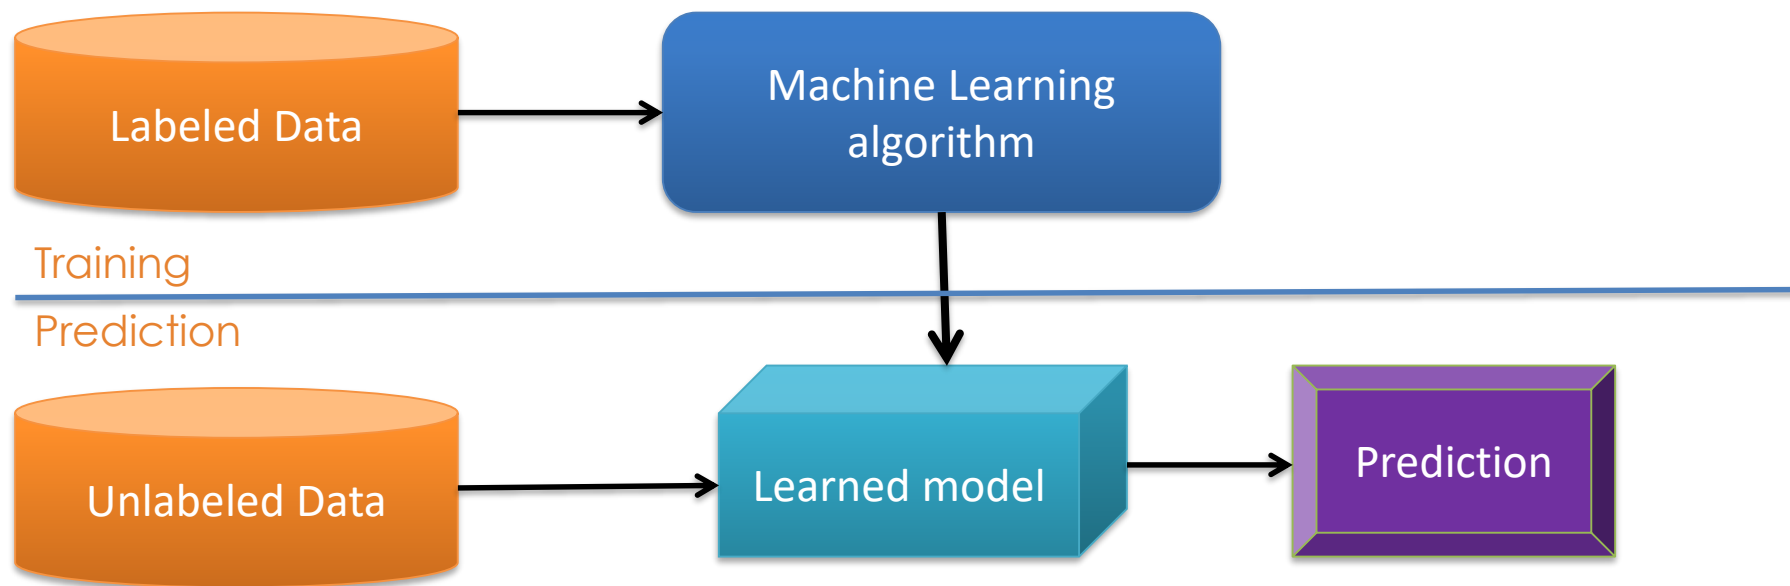 Labeled Data
Machine Learning
algorithm
Training
Prediction
Unlabeled Data
Learned model
Prediction